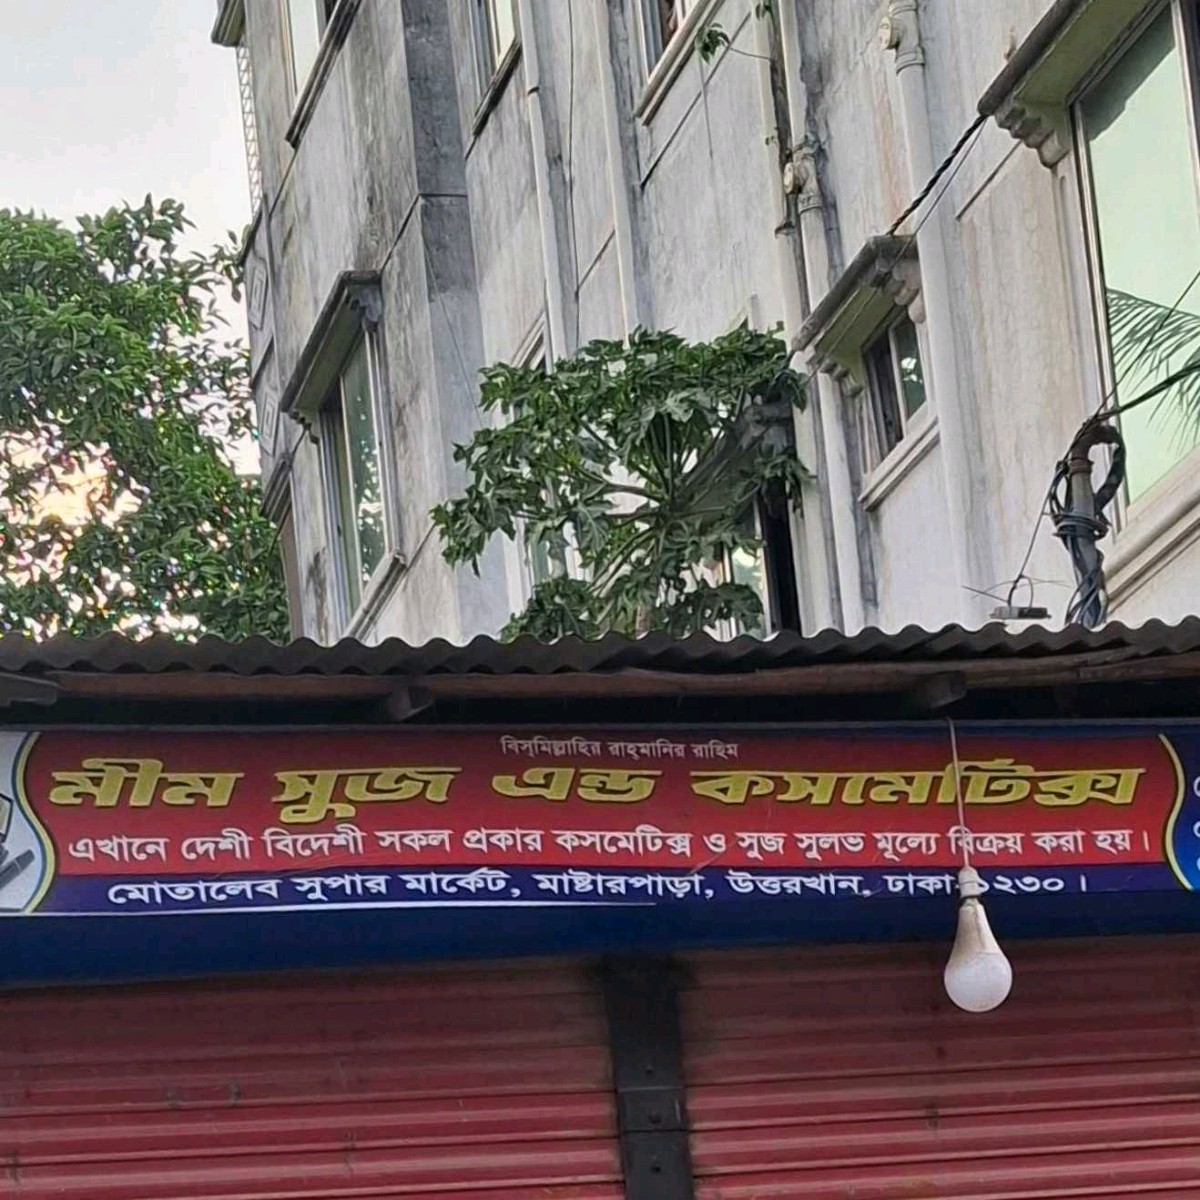 বিস্‌মিল্লাহির রাহ্‌মানির রাহিম
মীম সুজ এন্ড কসমেটিক্স
এখানে দেশী বিদেশী সকল প্রকার কসমেটিক্স ও সুজ সুলভ মূল্যে বিক্রয় করা হয়।
মোতালেব সুপার মার্কেট, মাষ্টারপাড়া, উত্তরখান, ঢাকা-১২৩০।